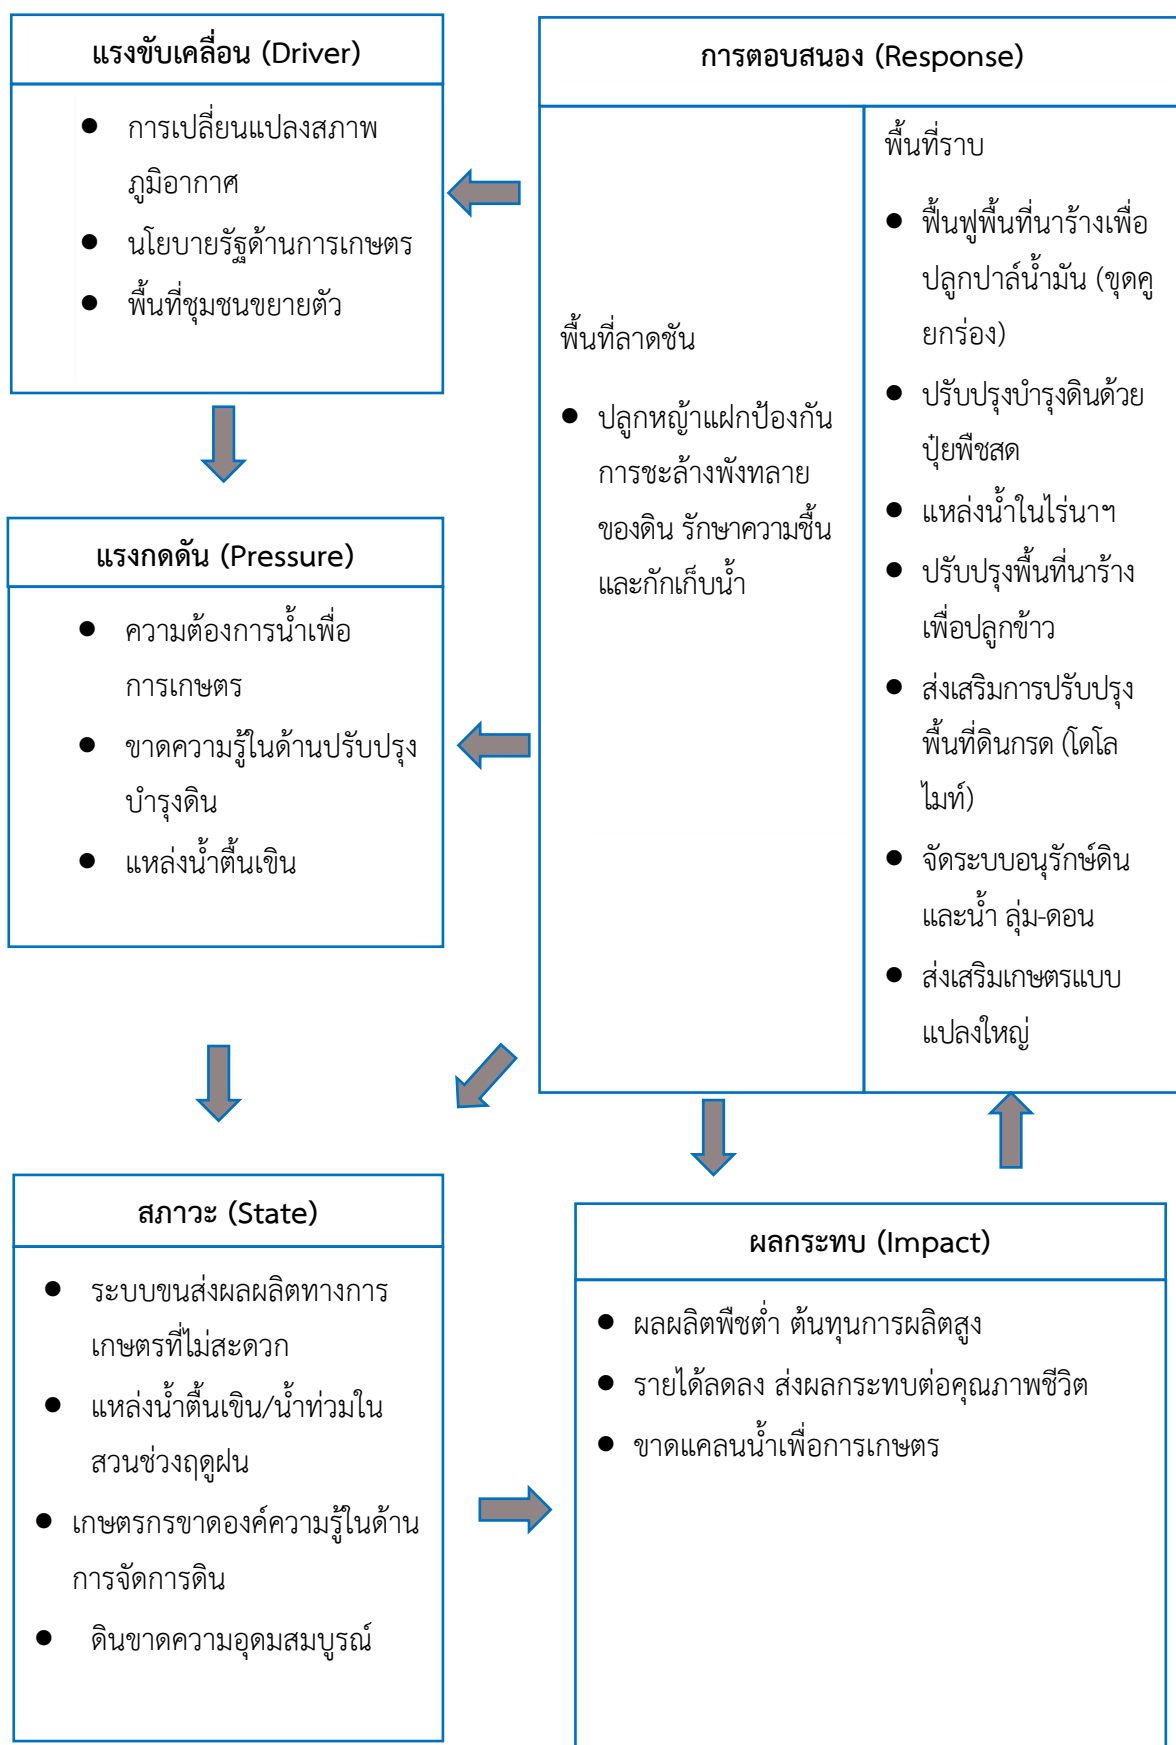 แรงขับเคลื่อน (Driver)
● การเปลี่ยนแปลงสภาพ
ภูมิอากาศ
● นโยบายรัฐด้านการเกษตร
● พื้นที่ชุมชนขยายตัว
การตอบสนอง (Response)
พื้นที่ลาดชัน
● ปลูกหญ้าแฝกป้องกัน
การชะล้างพังทลาย
ของดิน รักษาความชื้น
และกักเก็บน้ำ
พื้นที่ราบ
● ฟื้นฟูพื้นที่นาร้างเพื่อ
ปลูกปาล์น้ำมัน (ขุดคู
ยกร่อง)
● ปรับปรุงบำรุงดินด้วย
ปุ๋ยพืชสด
● แหล่งน้ำในไร่นาฯ
● ปรับปรุงพื้นที่นาร้าง
เพื่อปลูกข้าว
● ส่งเสริมการปรับปรุง
พื้นที่ดินกรด (โดโล
ไมท์)
● จัดระบบอนุรักษ์ดิน
และน้ำ ลุ่ม-ดอน
● ส่งเสริมเกษตรแบบ
แปลงใหญ่
แรงกดดัน (Pressure)
● ความต้องการน้ำเพื่อ
การเกษตร
● ขาดความรู้ในด้านปรับปรุง
บำรุงดิน
● แหล่งน้ำตื้นเขิน
สภาวะ (State)
● ระบบขนส่งผลผลิตทางการ
เกษตรที่ไม่สะดวก
● แหล่งน้ำตื้นเขิน/น้ำท่วมใน
สวนช่วงฤดูฝน
● เกษตรกรขาดองค์ความรู้ในด้าน
การจัดการดิน
● ดินขาดความอุดมสมบูรณ์
ผลกระทบ (Impact)
● ผลผลิตพืชต่ำ ต้นทุนการผลิตสูง
● รายได้ลดลง ส่งผลกระทบต่อคุณภาพชีวิต
● ขาดแคลนน้ำเพื่อการเกษตร